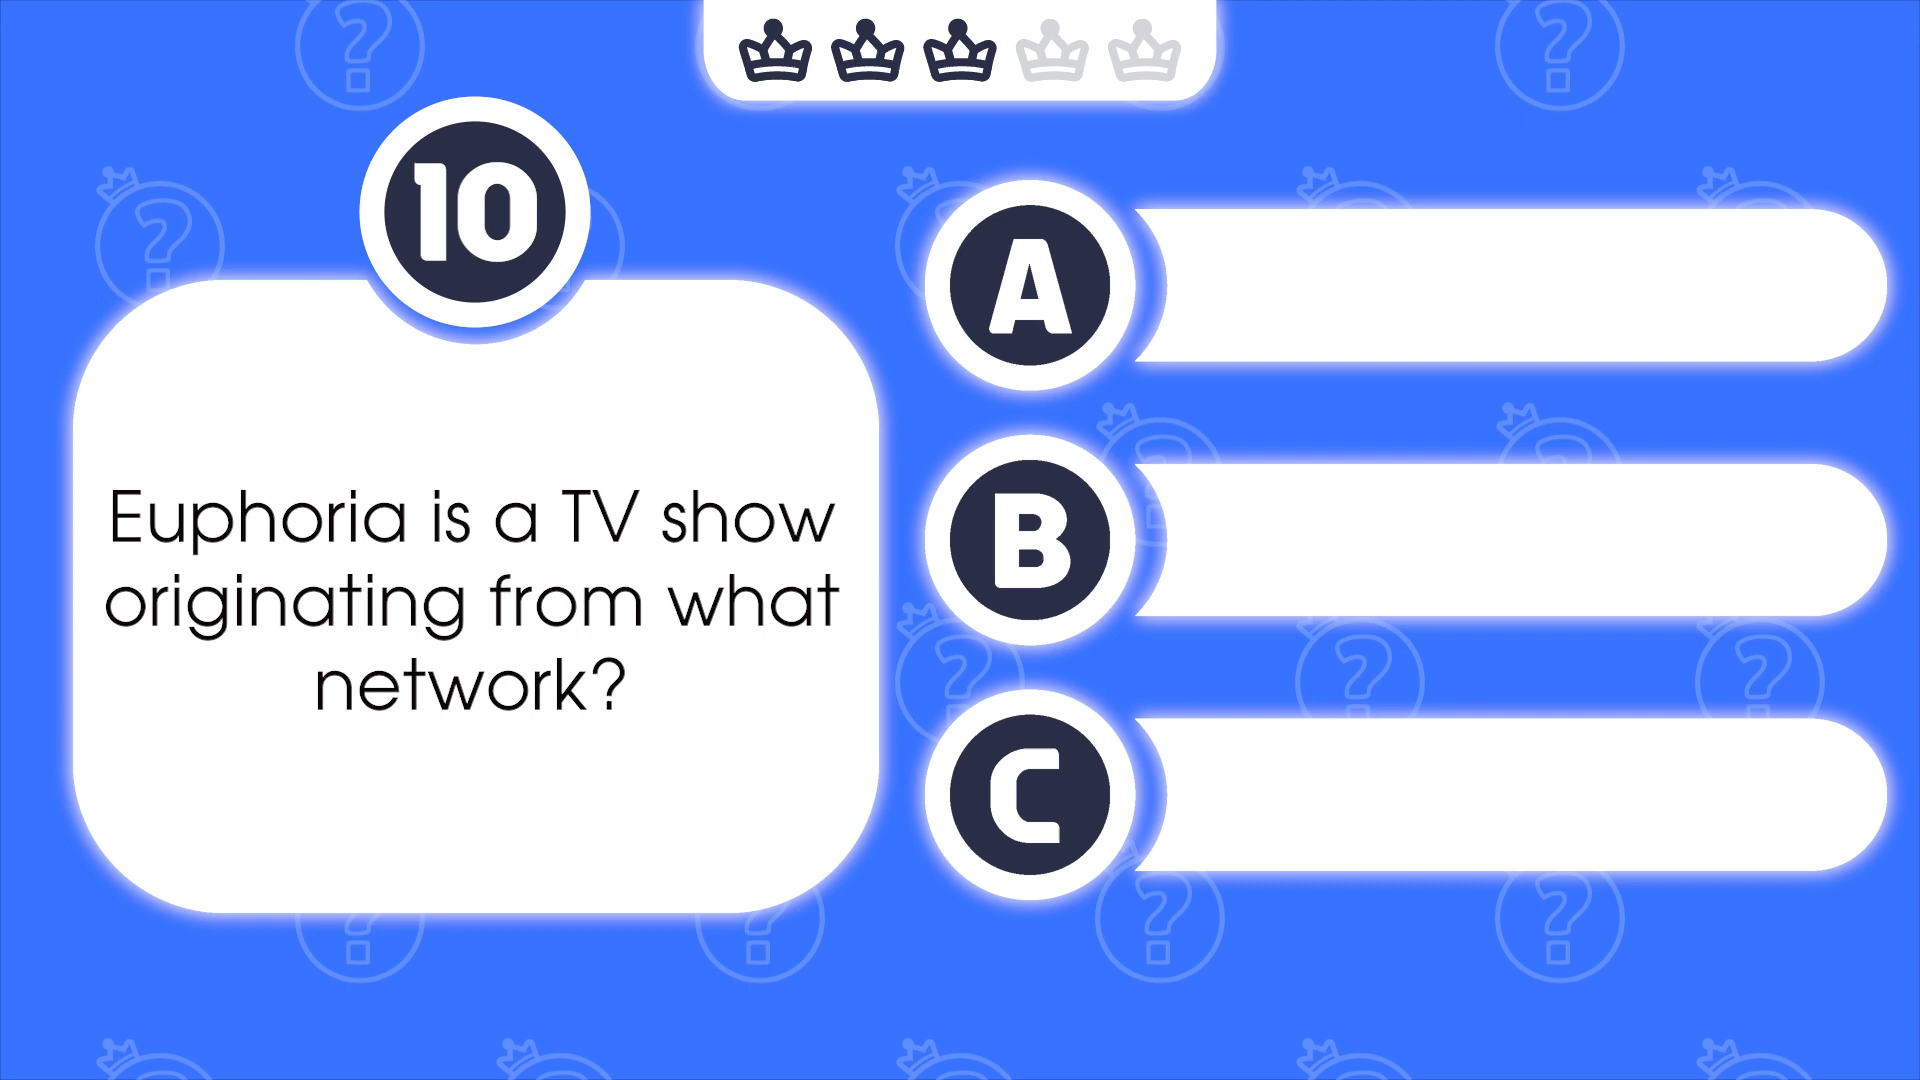 10
Euphoria is a TV show
originating from what
network?
A
B
C